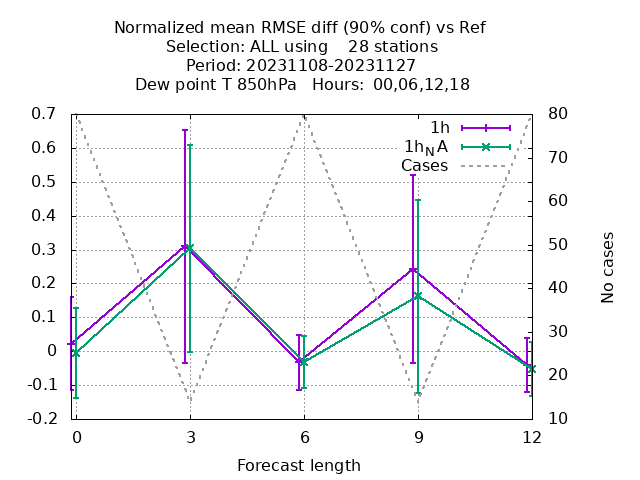 Normalized mean RMSE diff (90% conf) vs Ref
Selection: ALL using    28 stations
Period: 20231108-20231127
Dew point T 850hPa   Hours: 00,06,12,18
0.7
0.6
0.5
0.4
0.3
0.2
0.1
0
-0.1
-0.2
80
70
60
50
40
30
20
10
1h
1h_NA
Cases
No cases
0 3 6 9 12
Forecast length